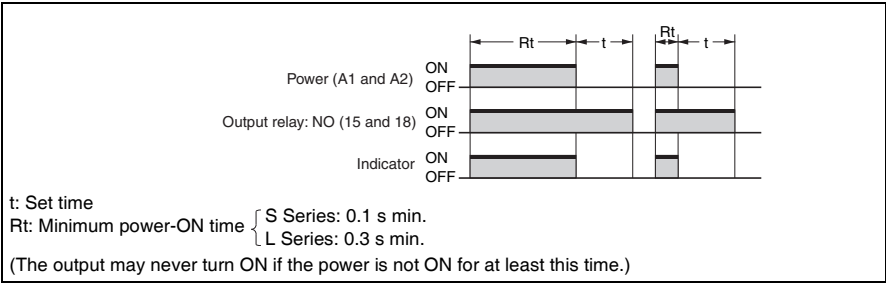 Rt t Rt t
Power (A1 and A2) ON
OFF
Output relay: NO (15 and 18) ON
OFF
Indicator ON
OFF
t: Set time
Rt: Minimum power-ON time { S Series: 0.1 s min.
L Series: 0.3 s min.
(The output may never turn ON if the power is not ON for at least this time.)